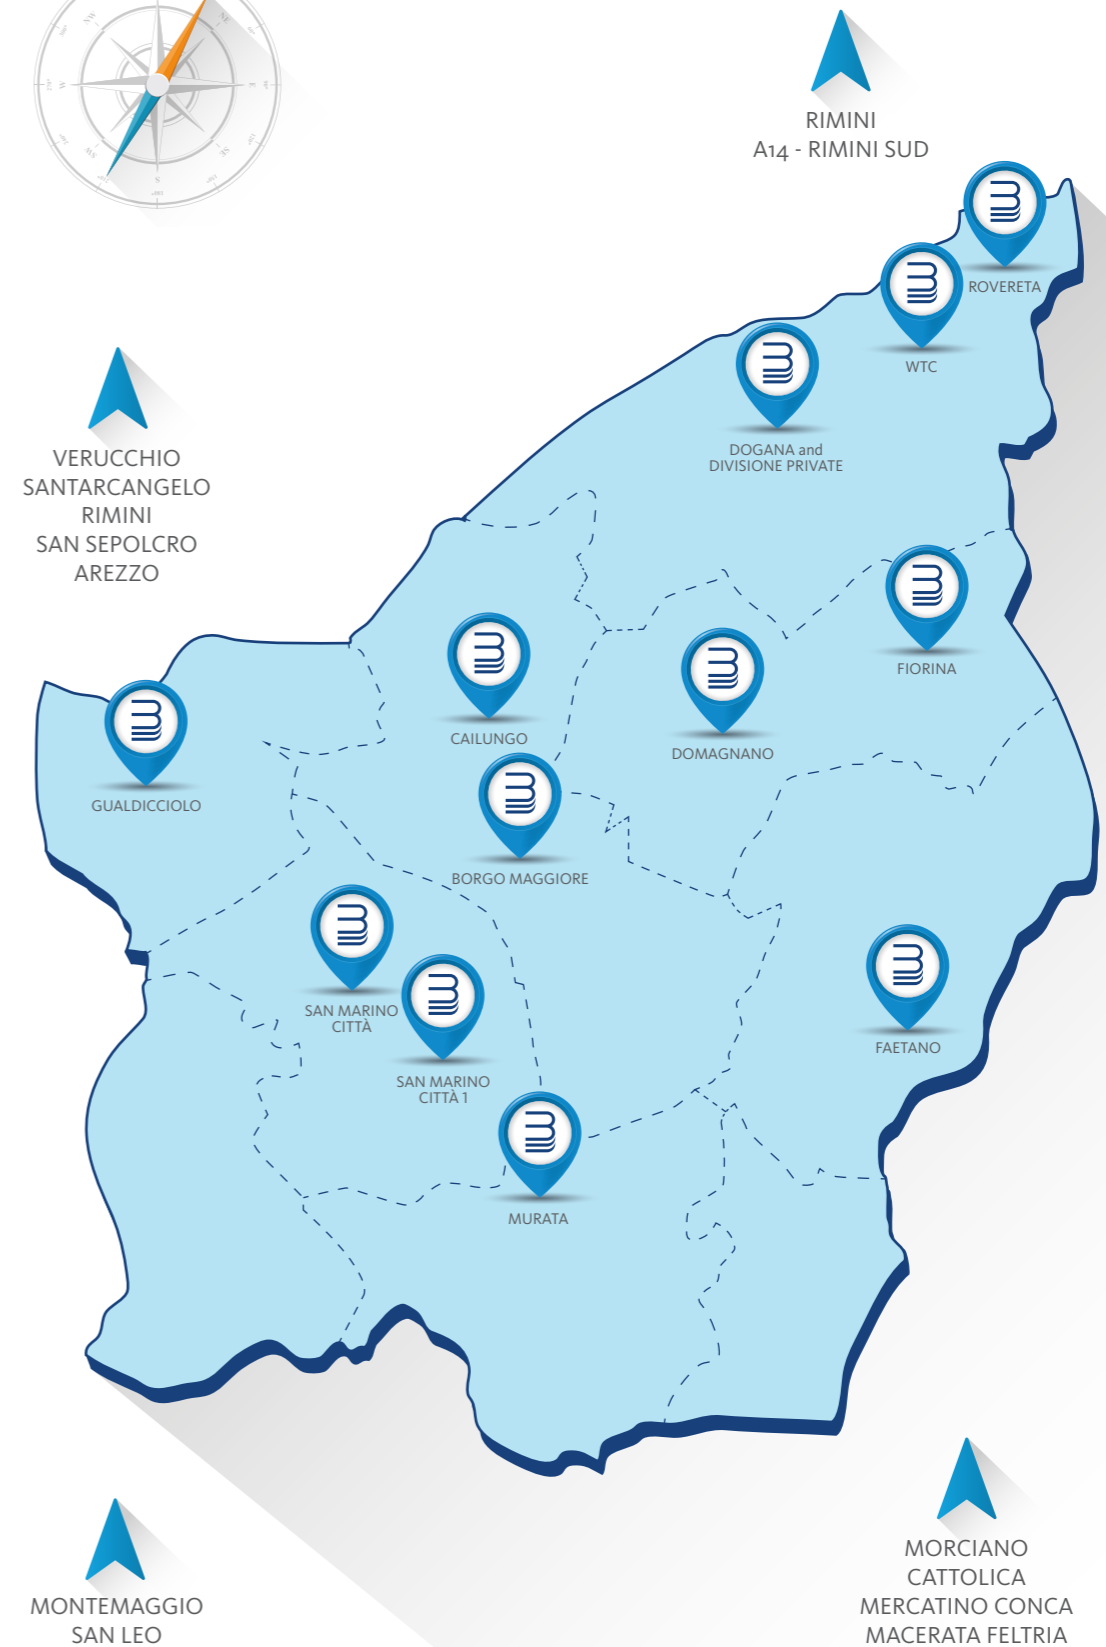 RIMINI
A14 - RIMINI SUD
ROVERETA
WTC
DOGANA and
DIVISIONE PRIVATE
VERUCCHIO
SANTARCANGELO
RIMINI
SAN SEPOLCRO
AREZZO
FIORINA
CAILUNGO
DOMAGNANO
GUALDICCIOLO
BORGO MAGGIORE
SAN MARINO
CITTÀ
SAN MARINO
CITTÀ 1
FAETANO
MURATA
MONTEMAGGIO
SAN LEO
MORCIANO
CATTOLICA
MERCATINO CONCA
MACERATA FELTRIA